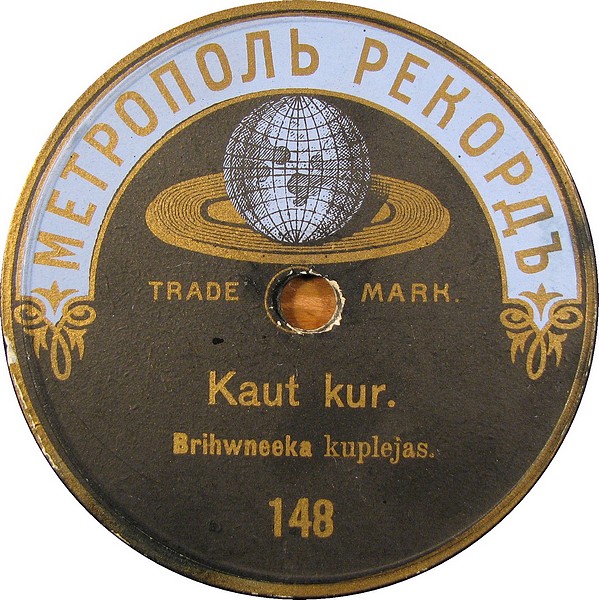 МЕТРОПОЛЬ РЕКОРДЪ
TRADE MARK.
Kaut kur.
Brihwneeka kuplejas.
148